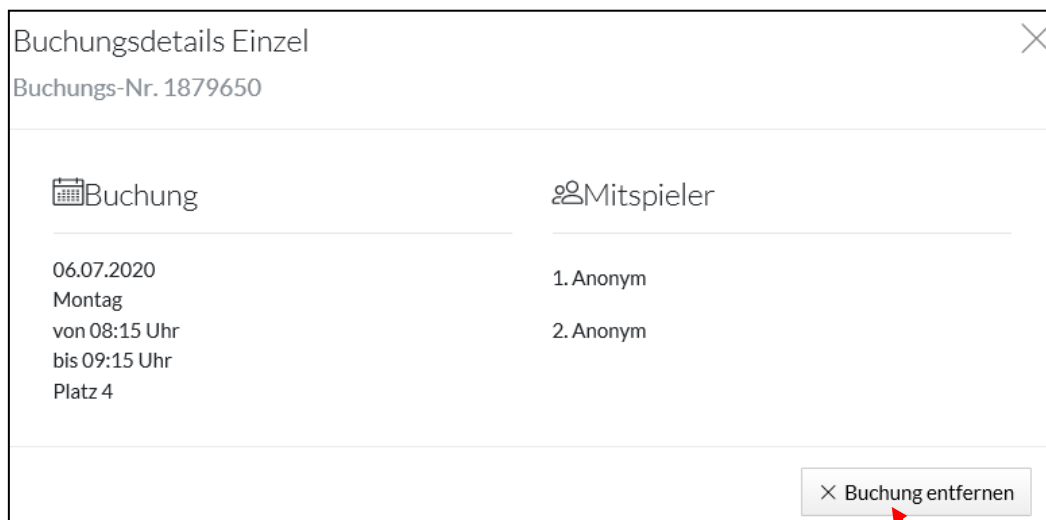 Buchungsdetails Einzel
Buchungs-Nr. 1879650
Buchung
06.07.2020
Montag
von 08:15 Uhr
bis 09:15 Uhr
Platz 4
Mitspieler
1. Anonym
2. Anonym
Buchung entfernen